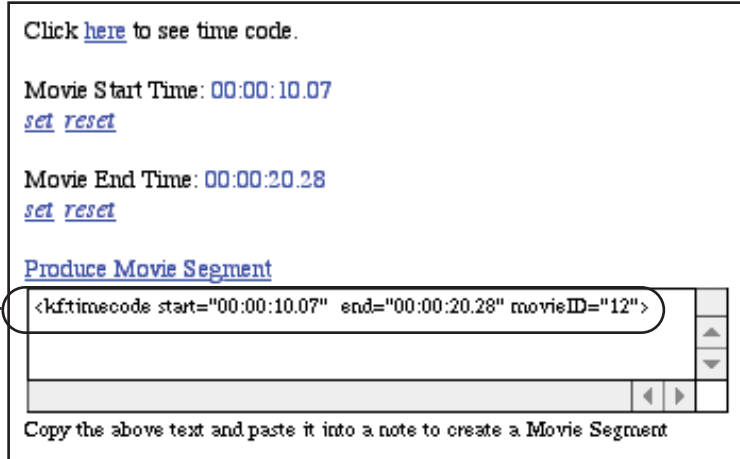 Click here to see time code.
Movie Start Time: 00:00:10.07
set reset
Movie End Time: 00:00:20.28
set reset
Produce Movie Segment
<kf:timecode start="00:00:10.07" end="00:00:20.28" movieID="12">
Copy the above text and paste it into a note to create a Movie Segment